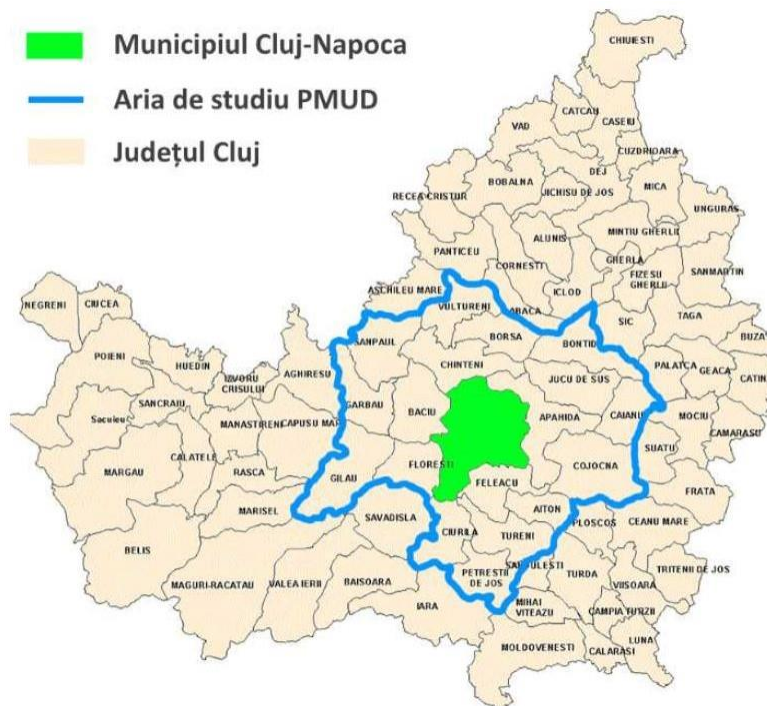 Municipiul Cluj-Napoca
Aria de studiu PMUD
Județul Cluj
CHIUIESTI
CATCAU
CASEIU
VAD
CUZDRIOARA
DEJ
BOBALNA
JICHISU DE JOS
MICA
RECEA-CRISTUR
UNGURAS
MINTIU GHERLII
ALUNIS
PANTICEU
GHERLA
CORNESTI
FIZESU GHERLII
SANMARTIN
ASCHILEU MARE
ICLOD
NEGRENI
CIUCEA
VULTURENI
ABACA
SIC
TAGA
BUZA
POIENI
SANPAUL
BORSA
BONTID
HUEDIN
CHINTENI
PALATCA
GEACA
IZVORU CRISULUI
AGHIRESU
JUCU DE SUS
CATIN
SANCRAIU
GARBAU
BACIU
APAHIDA
CAIANU
MOCIU
Sacuieu
MANASTIRENI
CAPUSU MAR
CAMARASU
CALATELE
SUATU
MARGAU
RASCA
GILAU
FLORESTI
COJOCNA
FELEACU
FRATA
MARISEL
SAVADISLA
AITON
PLOSCOS
CEANU MARE
CIURILA
TURENI
BELIS
SANDULESTI
TRITENII DE JOS
MAGURI-RACATAU
VALEA IERII
BAISOARA
PETRESTII DE JOS
TURDA
VIISOARA
IARA
MIHAI VITEAZU
CAMPIA TURZII
MOLDOVENESTI
LUNA
CALARASI